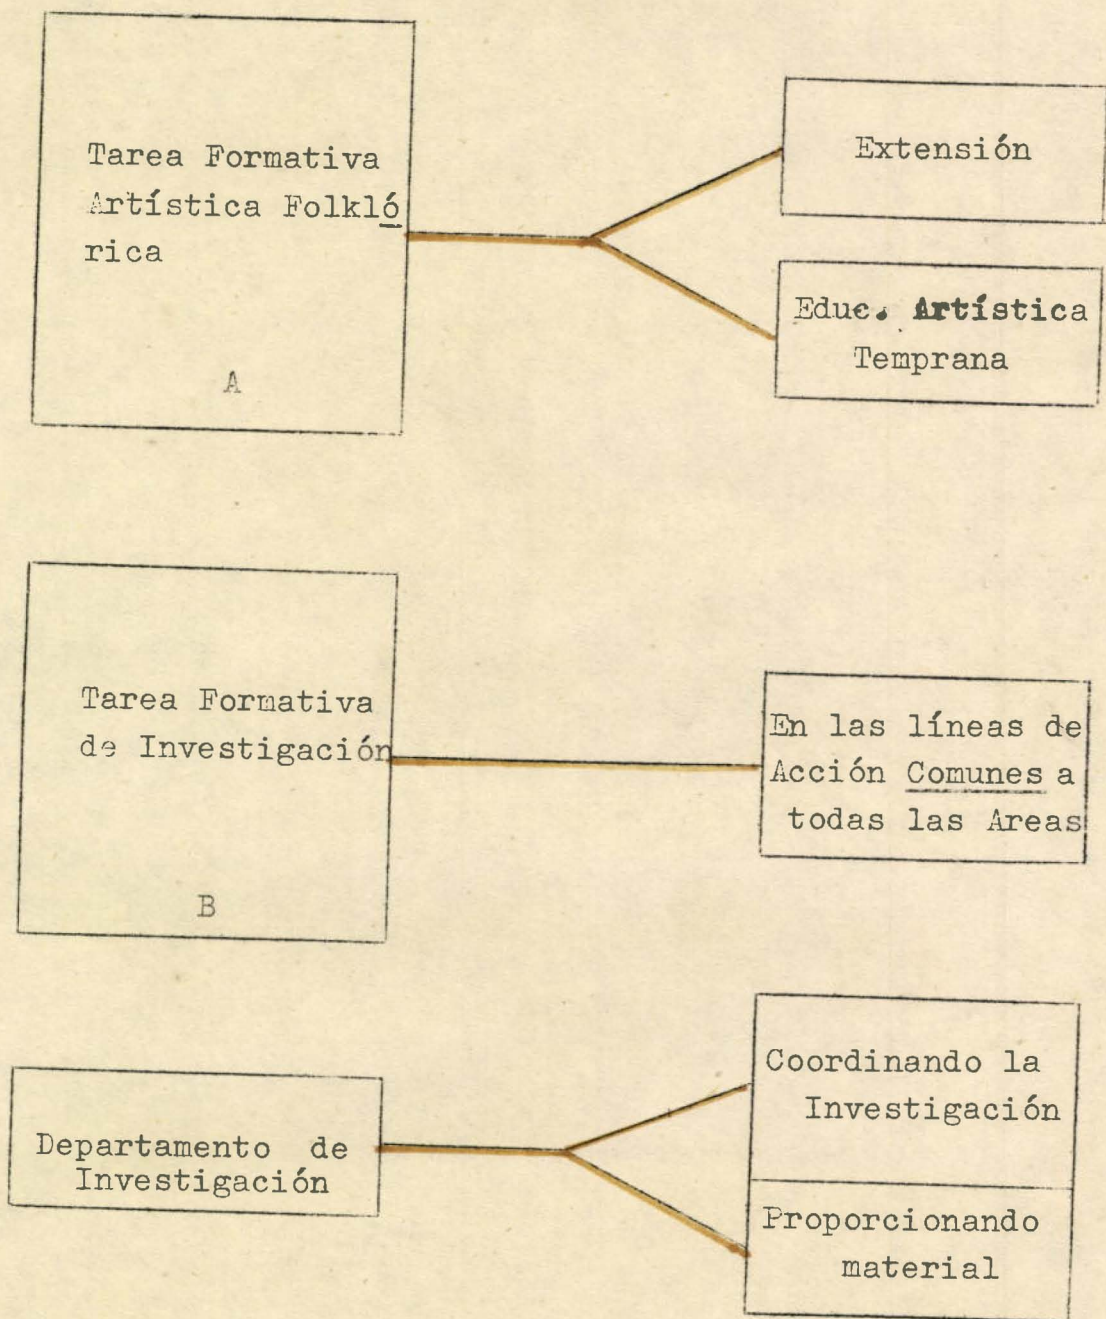 Tarea Formativa
Artística Folkló
rica
A
Extensión
Educ. Artística
Temprana
Tarea Formativa
de Investigación
B
En las líneas de
Acción Comunes a
todas las Areas
Departamento de
Investigación
Coordinando la
Investigación
Proporcionando
material